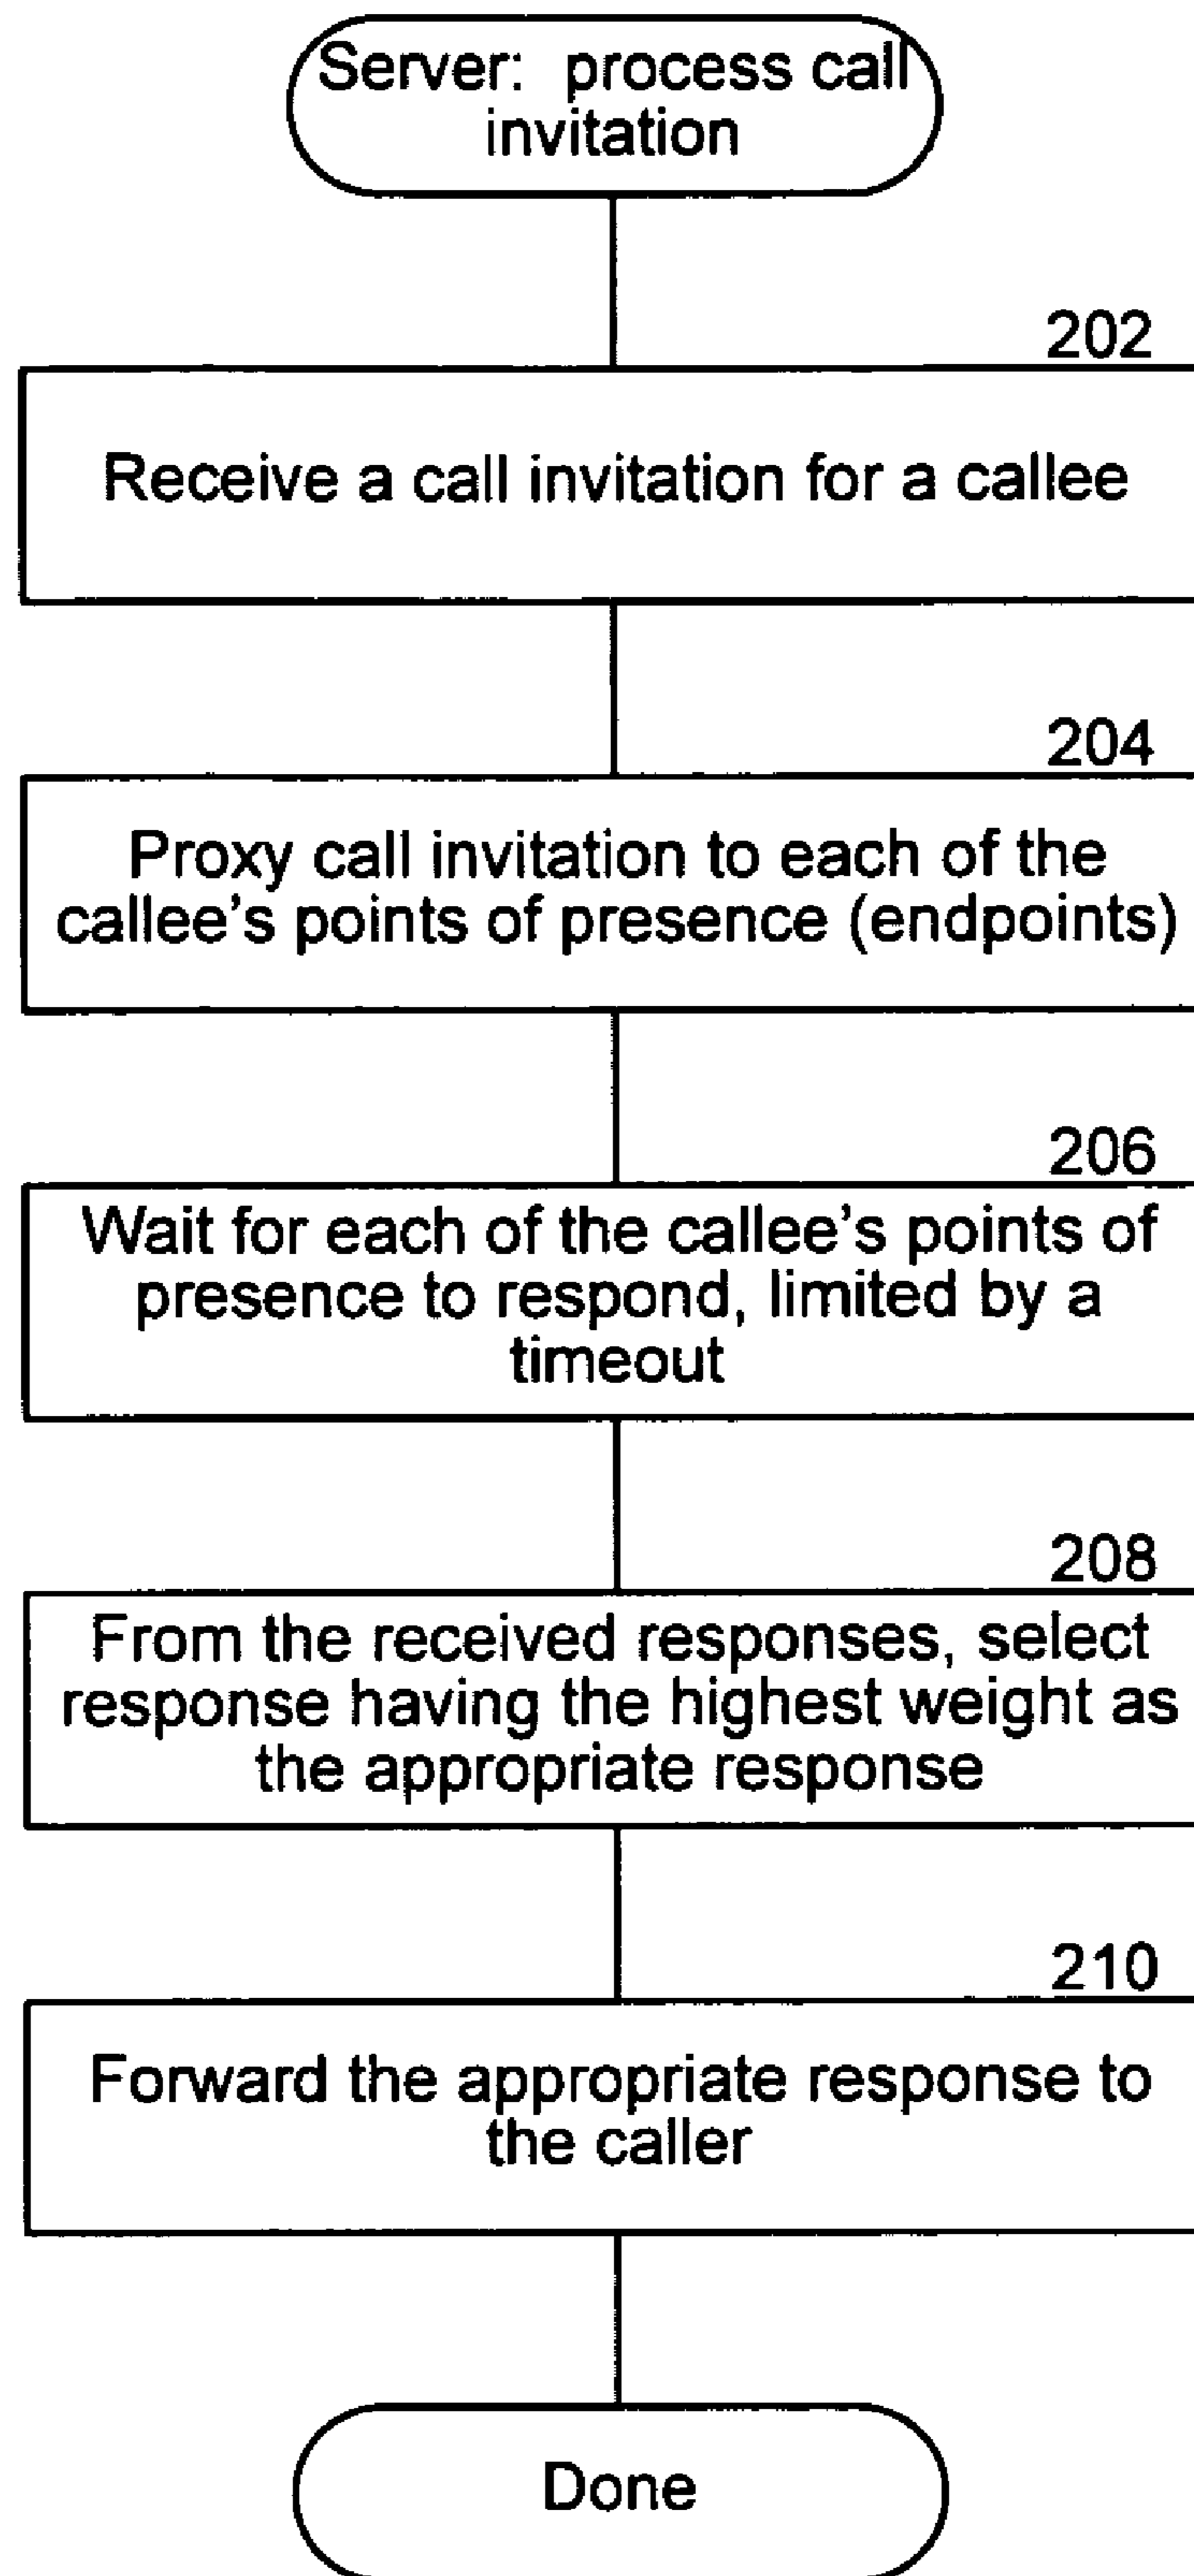 Server: process call
invitation
202
Receive a call invitation for a callee
204
Proxy call invitation to each of the
callee's points of presence (endpoints)
206
Wait for each of the callee's points of
presence to respond, limited by a
timeout
208
From the received responses, select
response having the highest weight as
the appropriate response
210
Forward the appropriate response to
the caller
Done